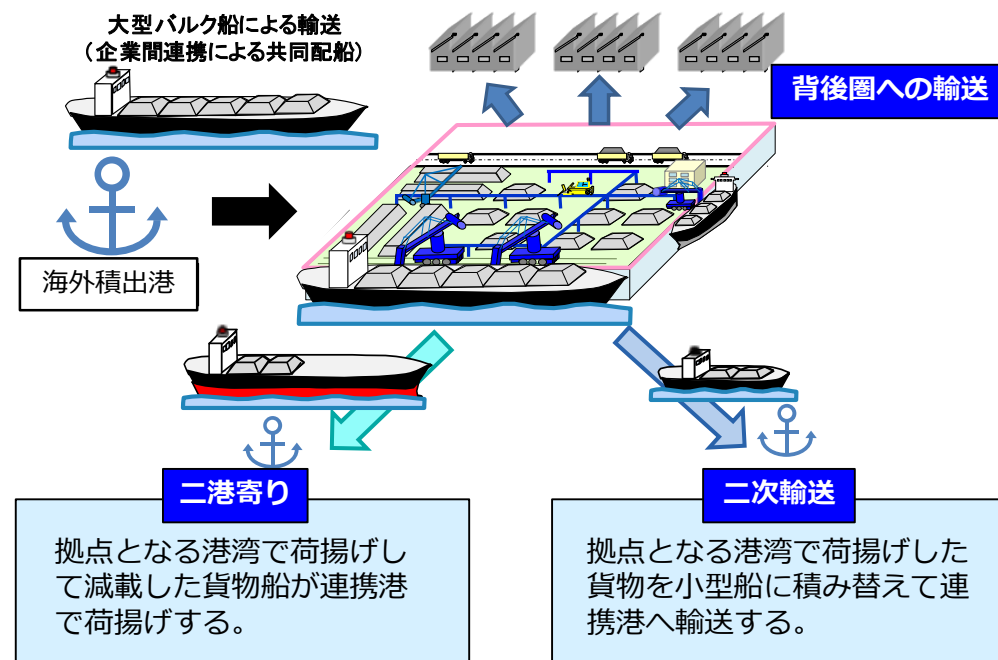 大型バルク船による輸送
（企業間連携による共同配船）
背後圏への輸送
海外積出港
二港寄り
拠点となる港湾で荷揚げし
て減載した貨物船が連携港
で荷揚げする。
二次輸送
拠点となる港湾で荷揚げした
貨物を小型船に積み替えて連
携港へ輸送する。